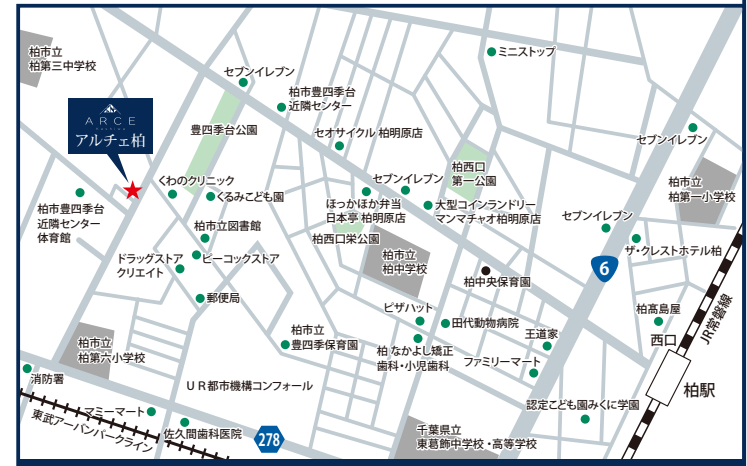 柏市立
柏第三中学校
ミニストップ
セブンイレブン
柏市豊四季台
近隣センター
ARCE
アルチェ柏
豊四季台公園
セオサイクル 柏明原店
セブンイレブン
柏西口
第一公園
柏市立
柏第一小学校
くわのクリニック
くるみこども園
セブンイレブン
ほっかほか弁当
日本亭 柏明原店
大型コインランドリー
マンマチャオ柏明原店
柏市豊四季台
近隣センター
体育館
柏市立図書館
柏西口栄公園
セブンイレブン
ザ・クレストホテル柏
ドラッグストア
クリエイト
ピーコックストア
柏市立
柏中学校
柏中央保育園
6
郵便局
柏髙島屋
JR常磐線
西口
柏駅
ピザハット
田代動物病院
王道家
柏市立
豊四季保育園
柏市立
柏第六小学校
柏 なかよし矯正
歯科・小児歯科
ファミリーマート
消防署
UR都市機構コンフォール
認定こども園みくに学園
マミーマート
東武アーバンパークライン
佐久間歯科医院
278
千葉県立
東葛飾中学校・高等学校